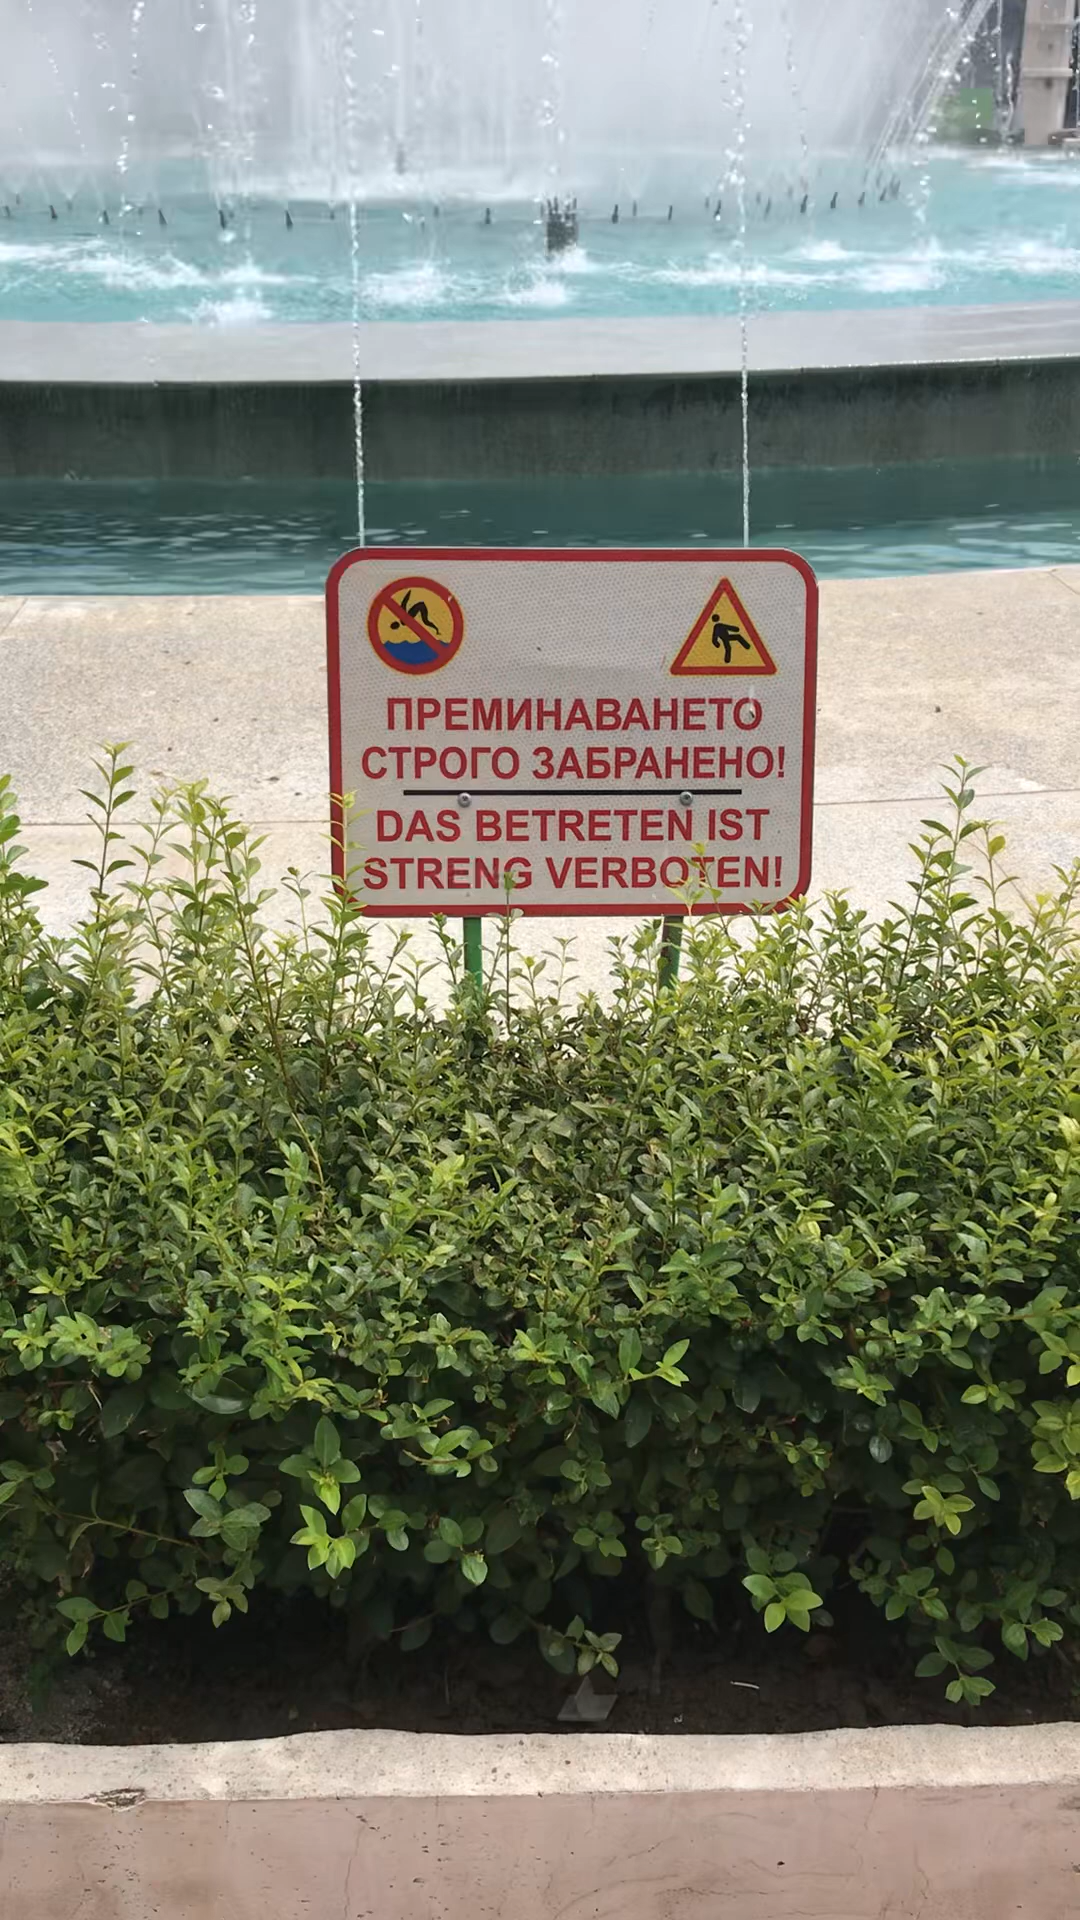 ПРЕМИНАВАНЕТО
СТРОГО ЗАБРАНЕНО!
DAS BETRETEN IST
STRENG VERBOTEN!